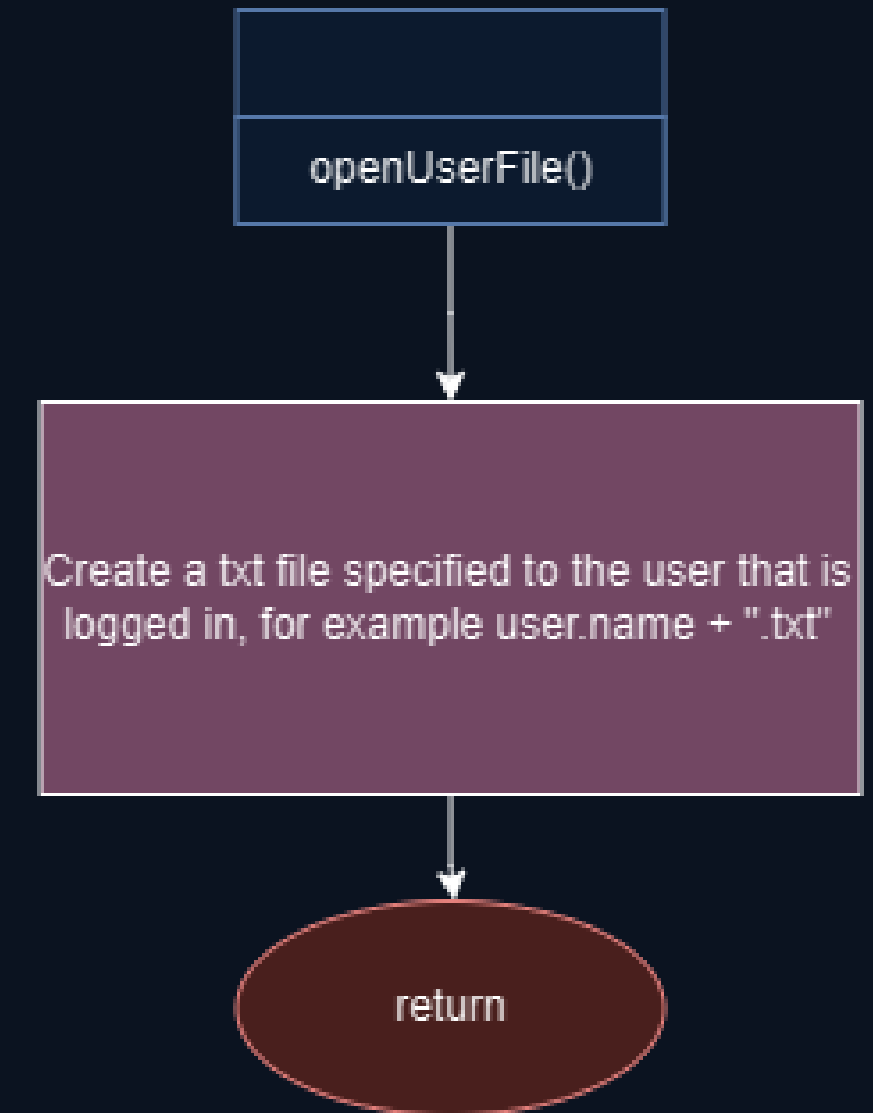 openUserFile()
Create a txt file specified to the user that is
logged in, for example user.name + ".txt"
return